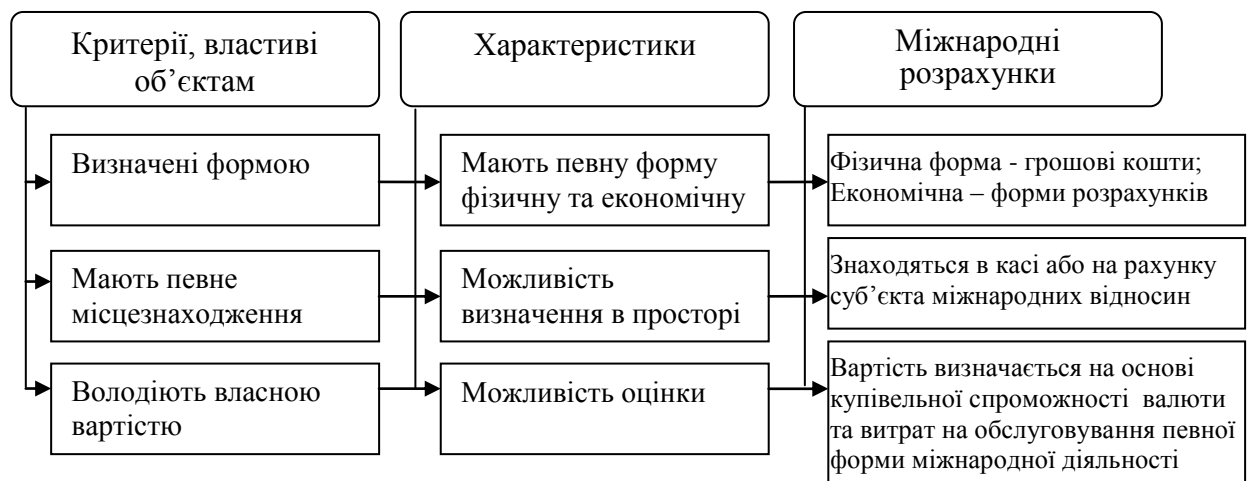 Критерії, властиві
об’єктам
Характеристики
Міжнародні
розрахунки
Визначені формою
Мають певну форму
фізичну та економічну
Фізична форма - грошові кошти;
Економічна – форми розрахунків
Мають певне
місцезнаходження
Можливість
визначення в просторі
Знаходяться в касі або на рахунку
суб’єкта міжнародних відносин
Володіють власною
вартістю
Можливість оцінки
Вартість визначається на основі
купівельної спроможності валюти
та витрат на обслуговування певної
форми міжнародної діяльності